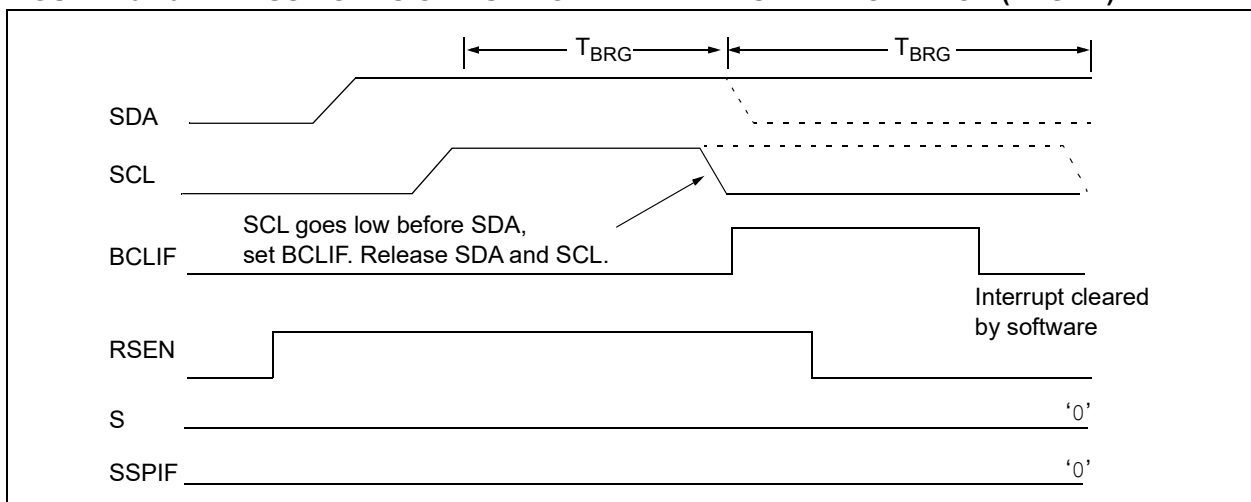 TBRG TBRG
SDA
SCL
SCL goes low before SDA,
set BCLIF. Release SDA and SCL.
BCLIF
Interrupt cleared
by software
RSEN
S ‘0’
SSPIF ‘0’